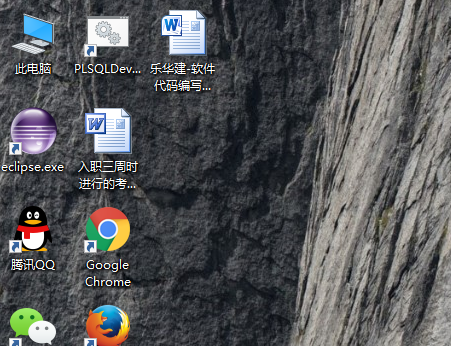 此电脑
PLSQLDev...
乐华建-软件
代码编写...
eclipse.exe
入职三周时
进行的考...
腾讯QQ
Google
Chrome